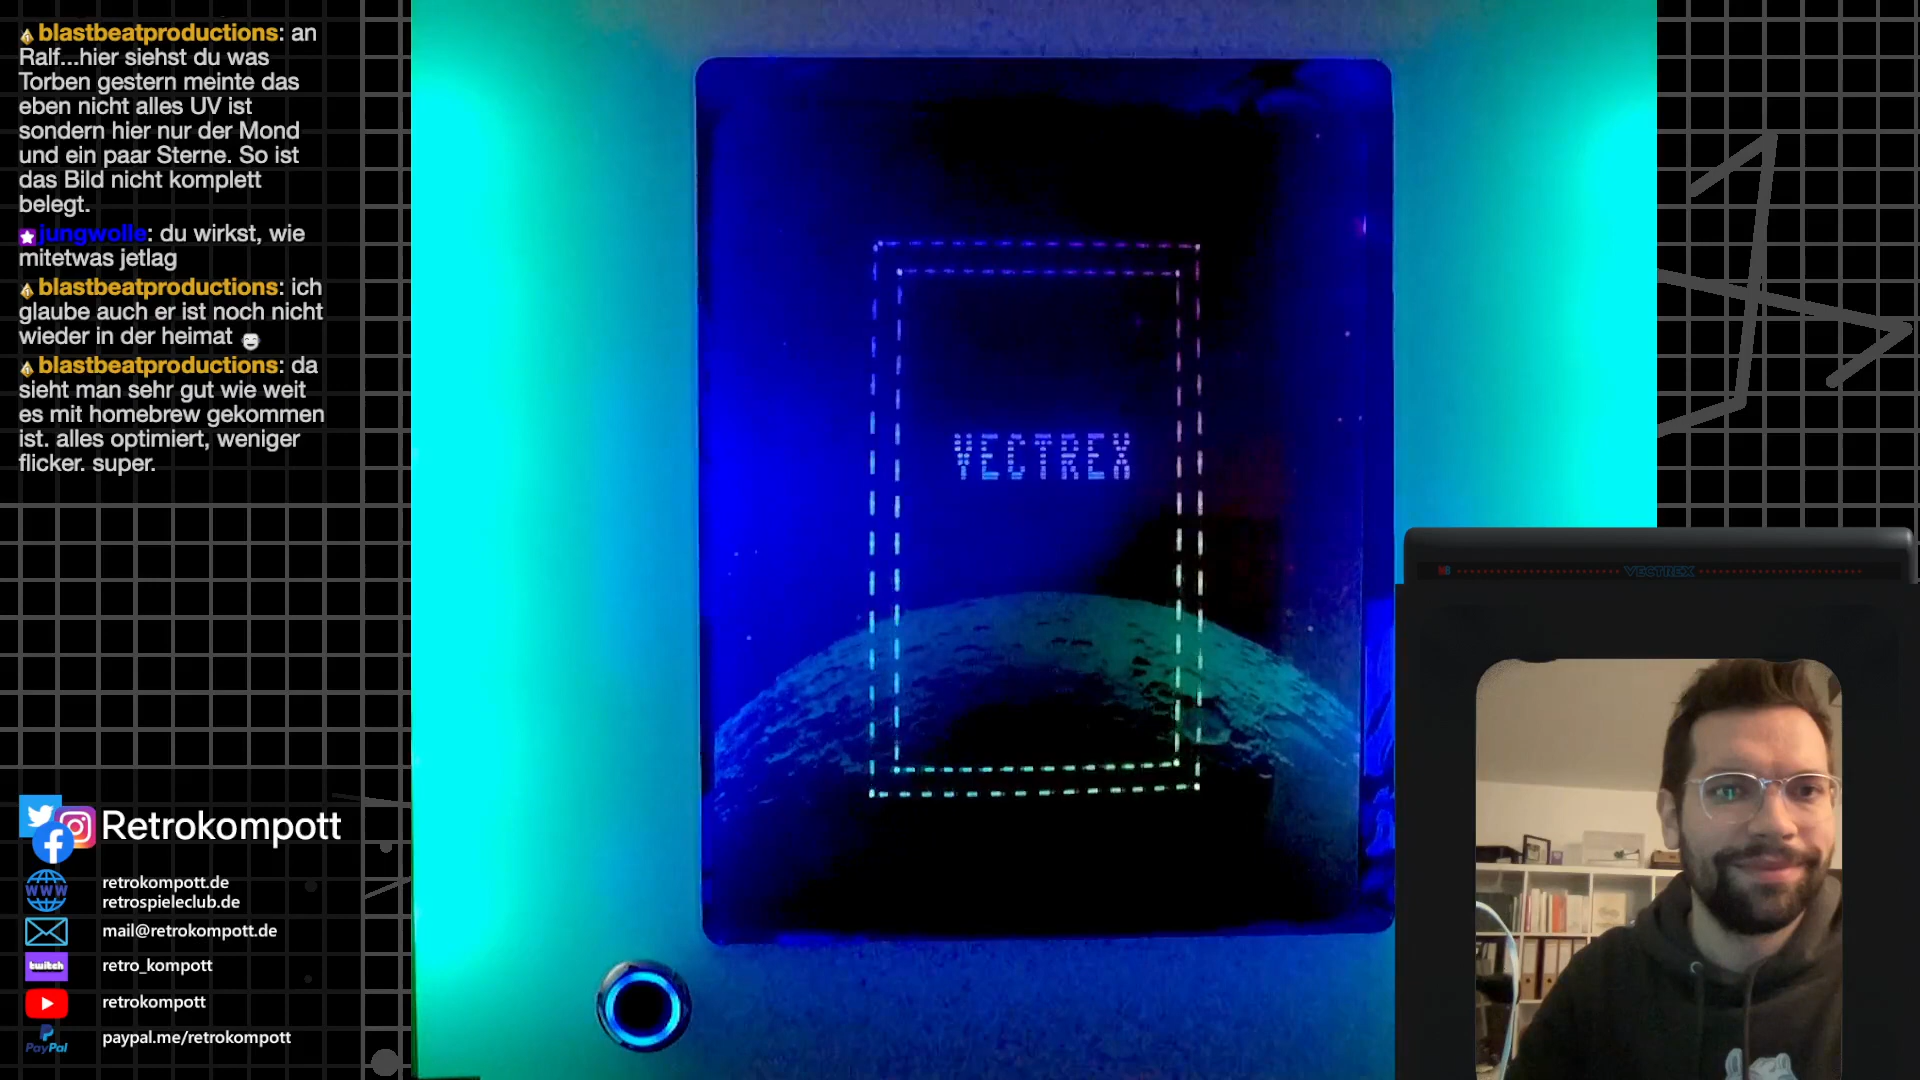 blastbeatproductions: an
Ralf...hier siehst du was
Torben gestern meinte das
eben nicht alles UV ist
sondern hier nur der Mond
und ein paar Sterne. So ist
das Bild nicht komplett
belegt.
jungwolle: du wirkst, wie
mitetwas jetlag
blastbeatproductions: ich
glaube auch er ist noch nicht
wieder in der heimat
blastbeatproductions: da
sieht man sehr gut wie weit
es mit homebrew gekommen
ist. alles optimiert, weniger
flicker. super.
VECTREX
VECTREX
Retrokompott
www
retrokompott.de
retrospieleclub.de
mail@retrokompott.de
twitch
retro_kompott
retrokompott
PayPal
paypal.me/retrokompott